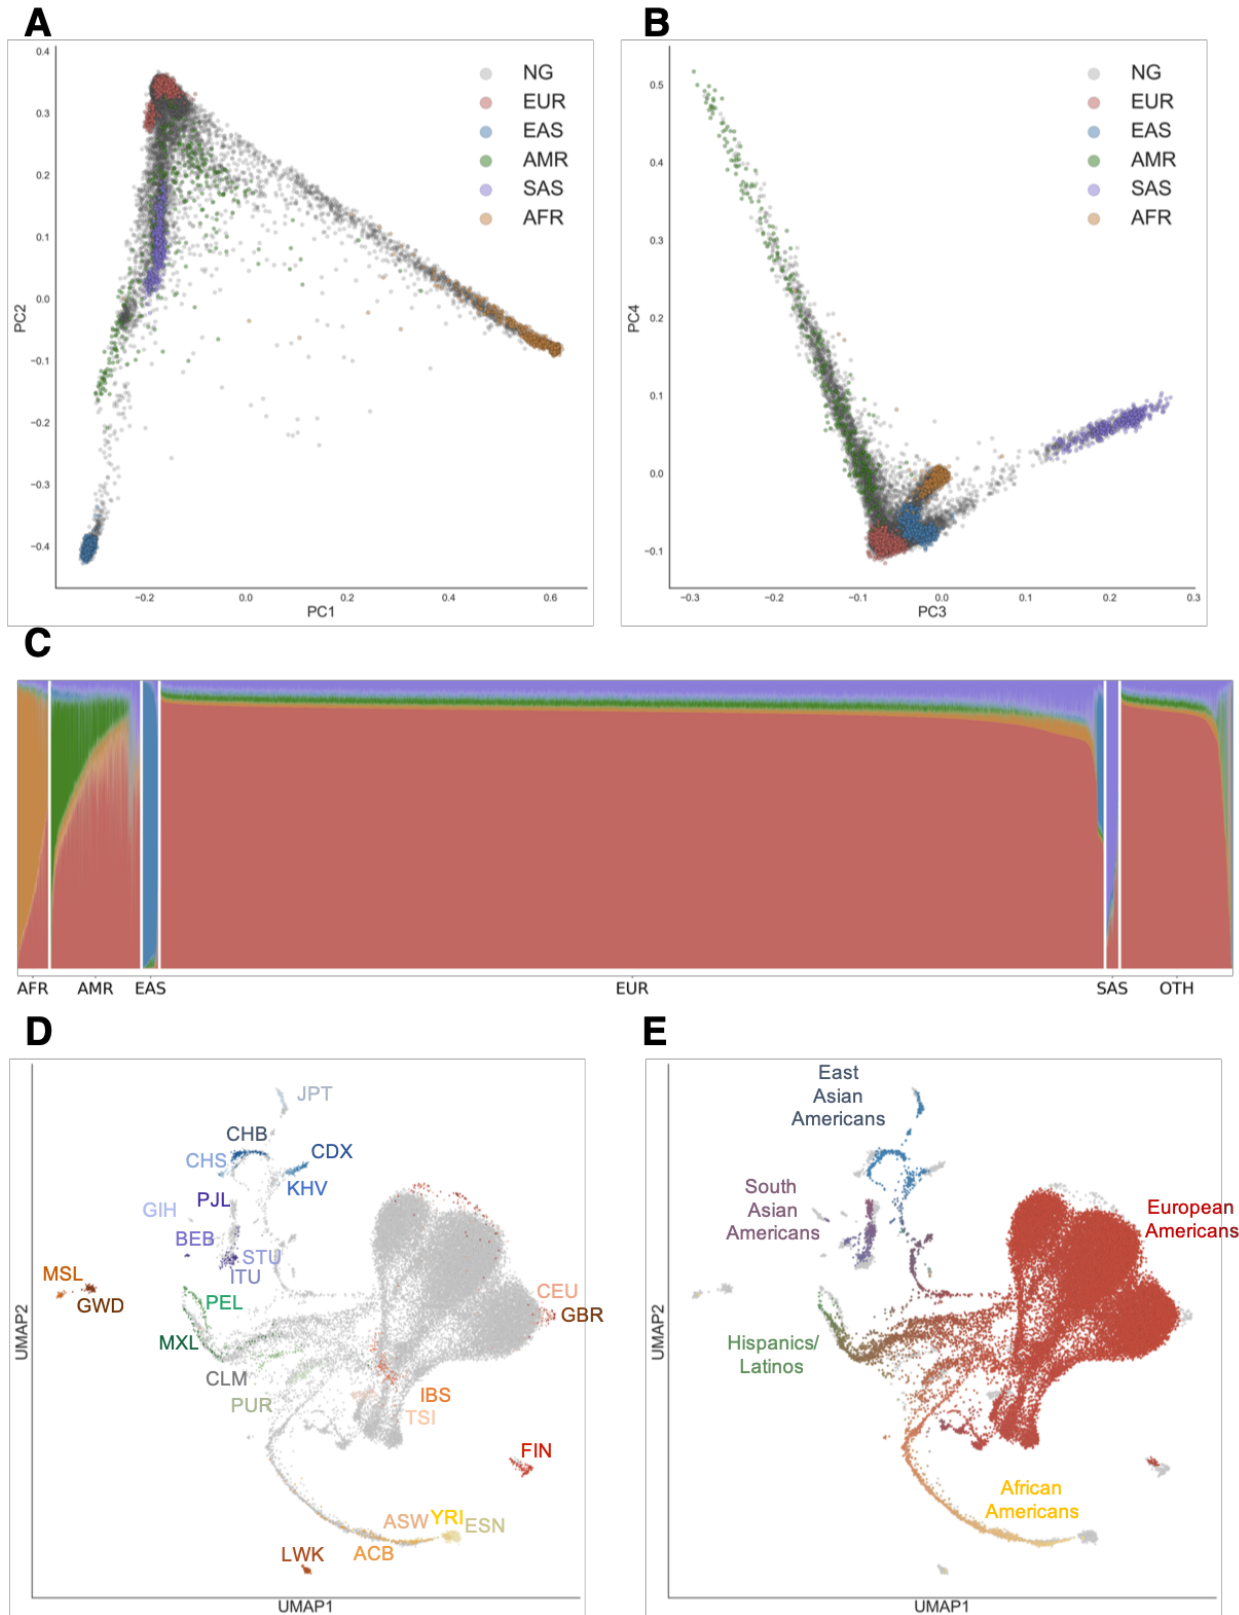 A
B
0.4
0.3
0.2
0.1
0.0
−0.1
−0.2
−0.3
−0.4
PC2
−0.2
0.0
0.2
0.4
0.6
PC1
NG
EUR
EAS
AMR
SAS
AFR
0.5
0.4
0.3
0.2
0.1
0.0
−0.1
PC4
−0.3
−0.2
−0.1
0.0
0.1
0.2
0.3
PC3
NG
EUR
EAS
AMR
SAS
AFR
C
AFR
AMR
EAS
EUR
SAS
OTH
D
JPT
CHB
CHS
CDX
KHV
PJL
GIH
BEB
STU
ITU
MSL
GWD
PEL
MXL
CLM
PUR
CEU
GBR
IBS
TSI
FIN
ASW
YRI
ESN
ACB
LWK
UMAP2
UMAP1
E
East
Asian
Americans
South
Asian
Americans
European
Americans
Hispanics/
Latinos
African
Americans
UMAP2
UMAP1